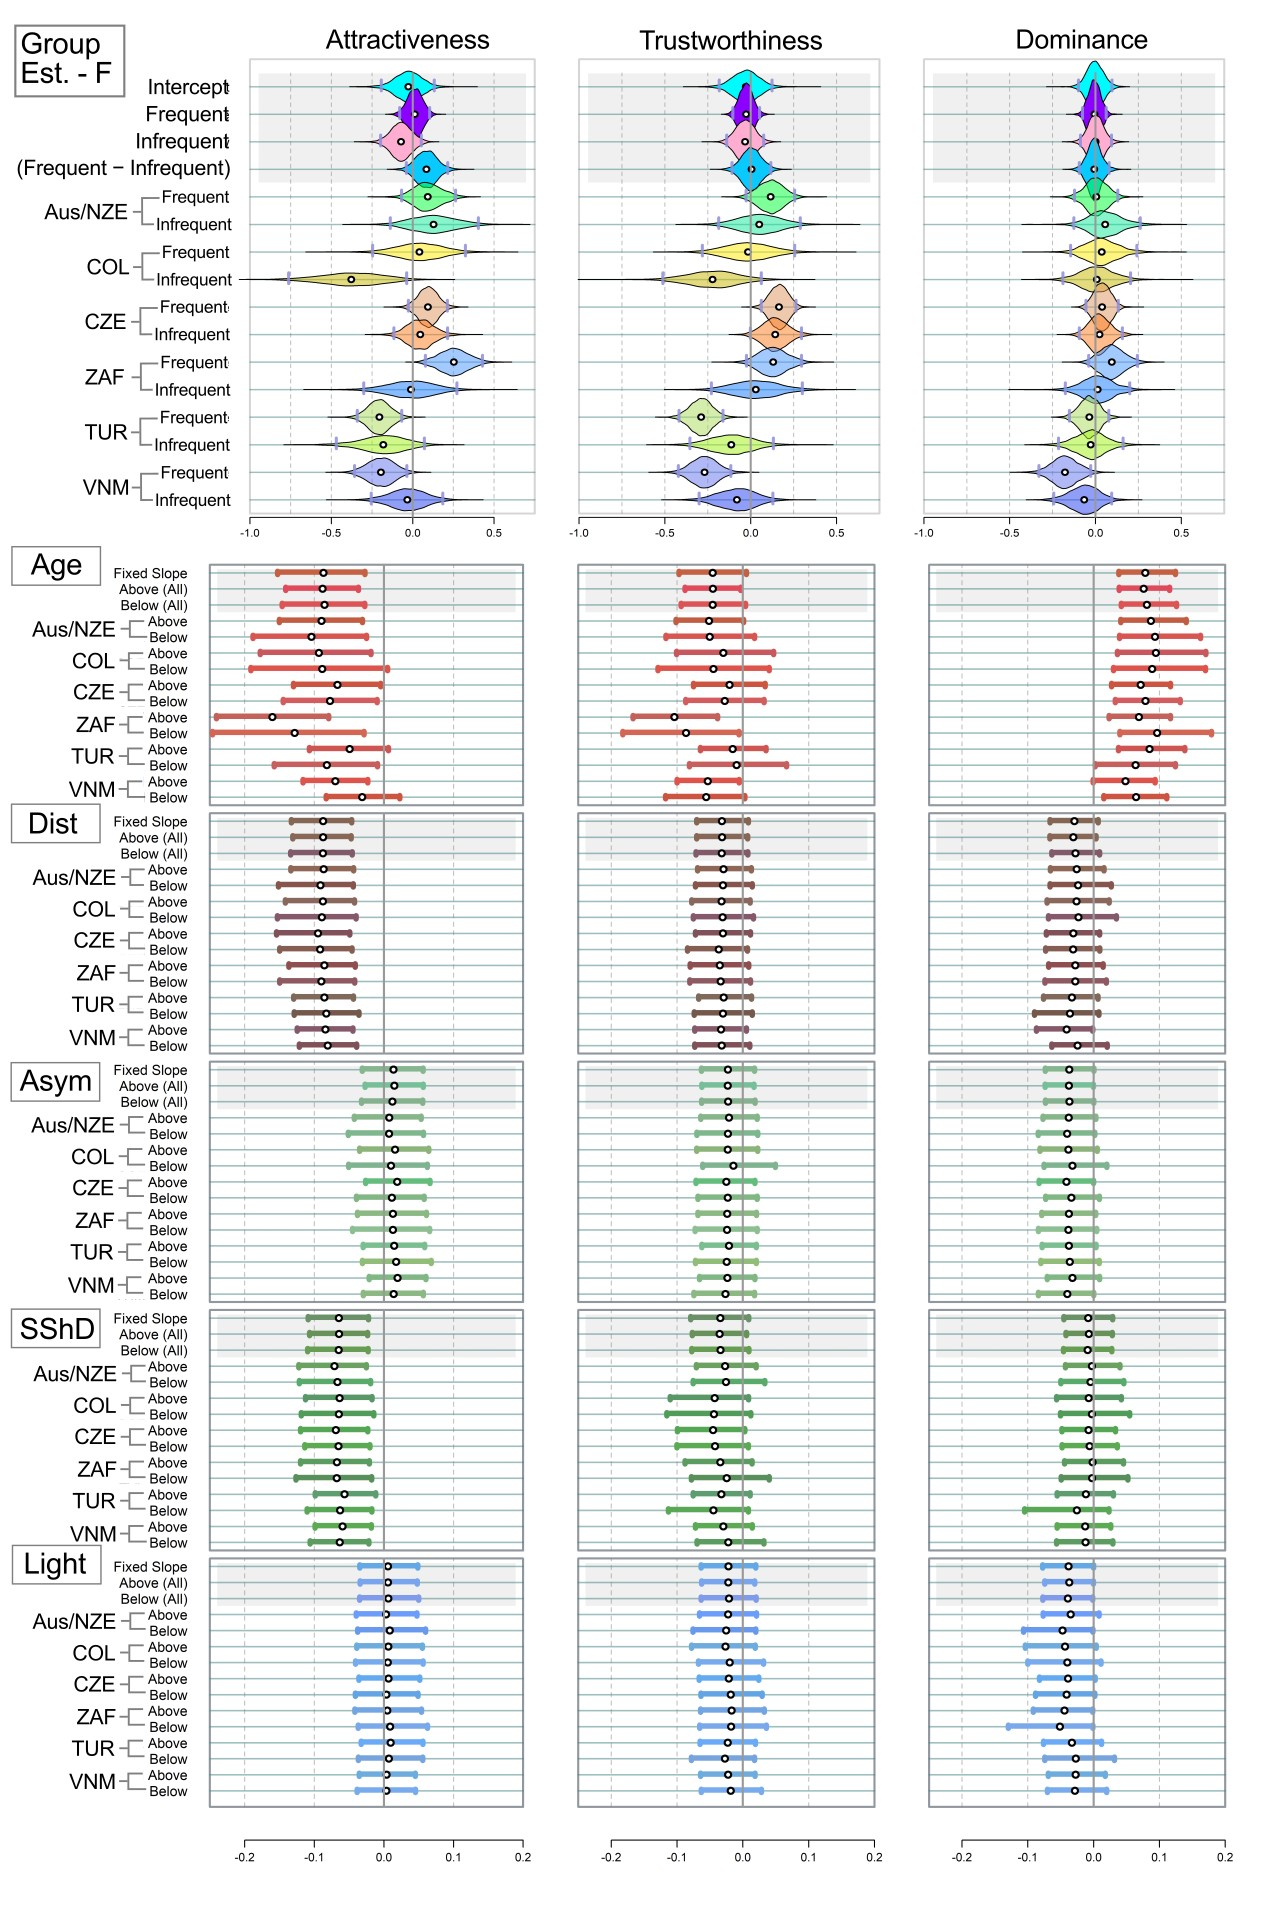 Group
Est. - F
Attractiveness
Trustworthiness
Dominance
Intercept
Frequent
Infrequent
(Frequent − Infrequent)
Aus/NZE
Frequent
Infrequent
COL
Frequent
Infrequent
CZE
Frequent
Infrequent
ZAF
Frequent
Infrequent
TUR
Frequent
Infrequent
VNM
Frequent
Infrequent
-1.0 -0.5 0.0 0.5
-1.0 -0.5 0.0 0.5
-1.0 -0.5 0.0 0.5
Age
Fixed Slope
Above (All)
Below (All)
Aus/NZE
Above
Below
COL
Above
Below
CZE
Above
Below
ZAF
Above
Below
TUR
Above
Below
VNM
Above
Below
Dist
Fixed Slope
Above (All)
Below (All)
Aus/NZE
Above
Below
COL
Above
Below
CZE
Above
Below
ZAF
Above
Below
TUR
Above
Below
VNM
Above
Below
Asym
Fixed Slope
Above (All)
Below (All)
Aus/NZE
Above
Below
COL
Above
Below
CZE
Above
Below
ZAF
Above
Below
TUR
Above
Below
VNM
Above
Below
SShD
Fixed Slope
Above (All)
Below (All)
Aus/NZE
Above
Below
COL
Above
Below
CZE
Above
Below
ZAF
Above
Below
TUR
Above
Below
VNM
Above
Below
Light
Fixed Slope
Above (All)
Below (All)
Aus/NZE
Above
Below
COL
Above
Below
CZE
Above
Below
ZAF
Above
Below
TUR
Above
Below
VNM
Above
Below
-0.2 -0.1 0.0 0.1 0.2
-0.2 -0.1 0.0 0.1 0.2
-0.2 -0.1 0.0 0.1 0.2